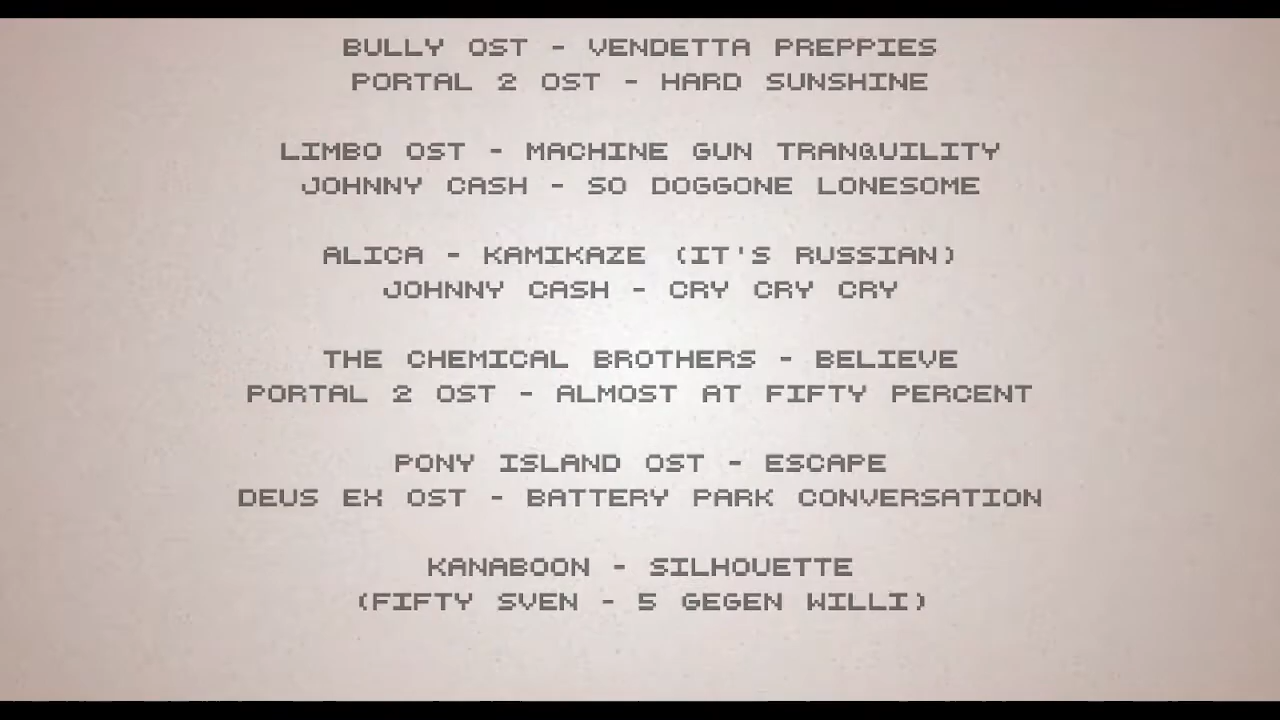 BULLY OST - VENDETTA PREPPIES
PORTAL 2 OST - HARD SUNSHINE
LIMBO OST - MACHINE GUN TRANQUILITY
JOHNNY CASH - SO DOGGONE LONESOME
ALICA - KAMIKAZE (IT'S RUSSIAN)
JOHNNY CASH - CRY CRY CRY
THE CHEMICAL BROTHERS - BELIEVE
PORTAL 2 OST - ALMOST AT FIFTY PERCENT
PONY ISLAND OST - ESCAPE
DEUS EX OST - BATTERY PARK CONVERSATION
KANABOON - SILHOUETTE
(FIFTY SVEN - 5 GEGEN WILLI)